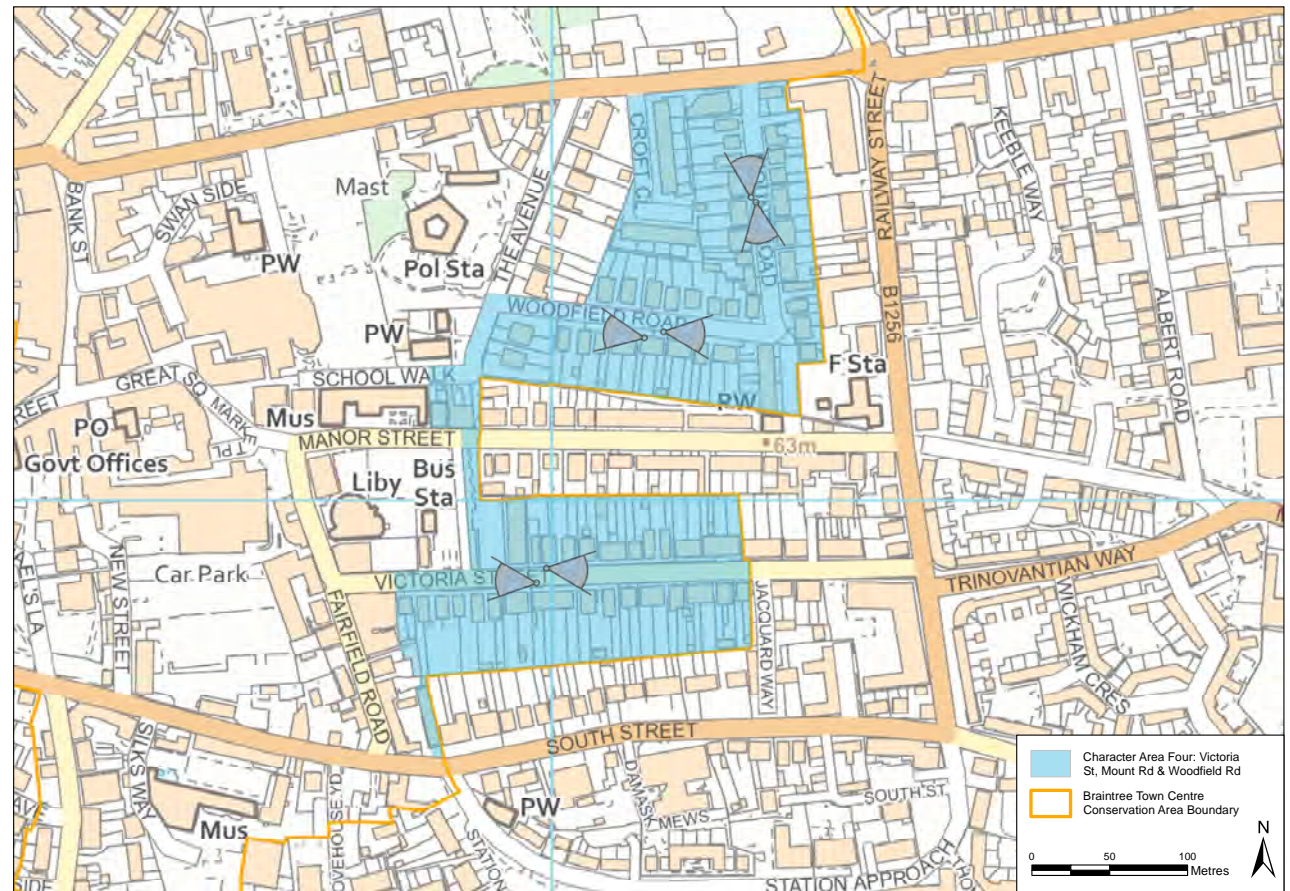 CROFT CL
RAILWAY STREET
KEEBLE WAY
BANK ST
SWAN SIDE
Mast
PW
Pol Sta
THE AVENUE
ROAD
B1256
ALBERT ROAD
WOODFIELD ROAD
PW
F Sta
SCHOOL WALK
GREAT SQ
MARKET PL
Mus
PW
PO
MANOR STREET
63m
Govt Offices
Liby
Bus
Sta
Car Park
NEW STREET
VICTORIA STREET
TRINOVANTIAN WAY
FAIRFIELD ROAD
JACQUARD WAY
WICKHAM CRES
SOUTH STREET
SILKS WAY
Mus
PW
DAMASK
MEWS
SOUTH ST
STATION
STATION APPROACH
Character Area Four: Victoria
St, Mount Rd & Woodfield Rd
Braintree Town Centre
Conservation Area Boundary
N
0 50 100
Metres